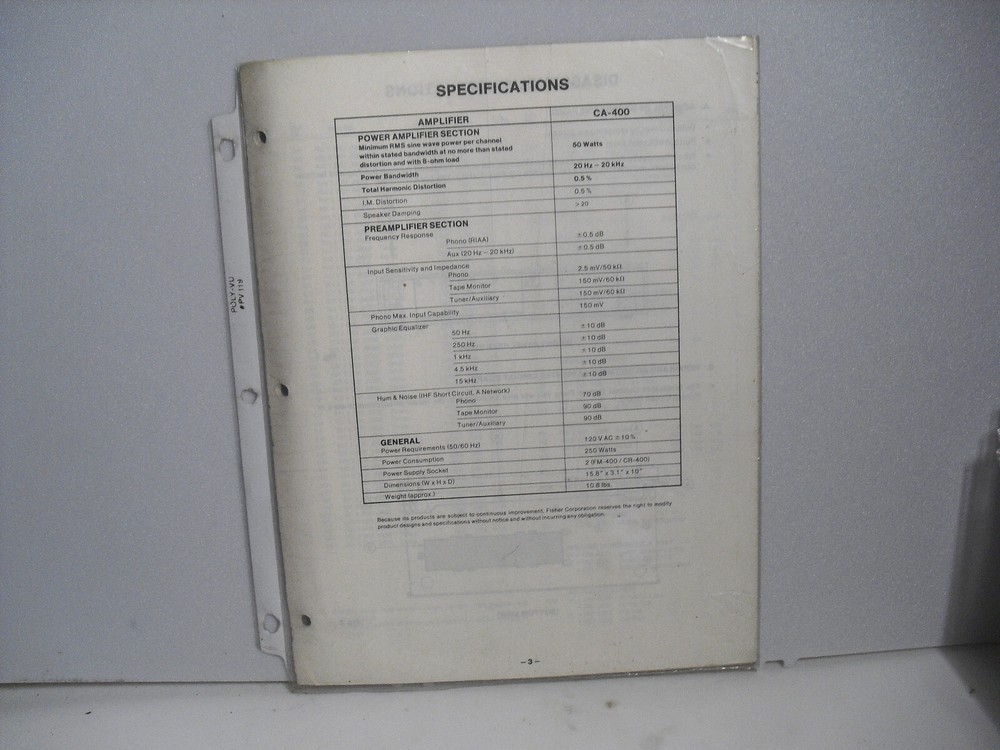 SPECIFICATIONS
AMPLIFIER CA-400
POWER AMPLIFIER SECTION
Minimum RMS sine wave power per channel
within stated bandwidth at no more than stated
distortion and with 8-ohm load 50 Watts
Power Bandwidth 20 Hz – 20 kHz
Total Harmonic Distortion 0.5 %
I.M. Distortion 0.5 %
Speaker Damping >20
PREAMPLIFIER SECTION
Frequency Response
Phono (RIAA) ±0.5 dB
Aux (20 Hz – 20 kHz) ±0.5 dB
Input Sensitivity and Impedance
Phono 2.5 mV/50 kΩ
Tape Monitor 150 mV/60 kΩ
Tuner/Auxiliary 150 mV/60 kΩ
Phono Max. Input Capability 150 mV
Graphic Equalizer
50 Hz ±10 dB
250 Hz ±10 dB
1 kHz ±10 dB
4.5 kHz ±10 dB
15 kHz ±10 dB
Hum & Noise (IHF Short Circuit, A Network)
Phono 70 dB
Tape Monitor 90 dB
Tuner/Auxiliary 90 dB
GENERAL
Power Requirements (50/60 Hz) 120 V AC ±10%
Power Consumption 250 Watts
Power Supply Socket 2 (FM-400 / CR-400)
Dimensions (W x H x D) 15.8" x 3.1" x 10"
Weight (approx.) 10.6 lbs.
Because its products are subject to continuous improvement, Fisher Corporation reserves the right to modify
product designs and specifications without notice and without incurring any obligation.
–3–